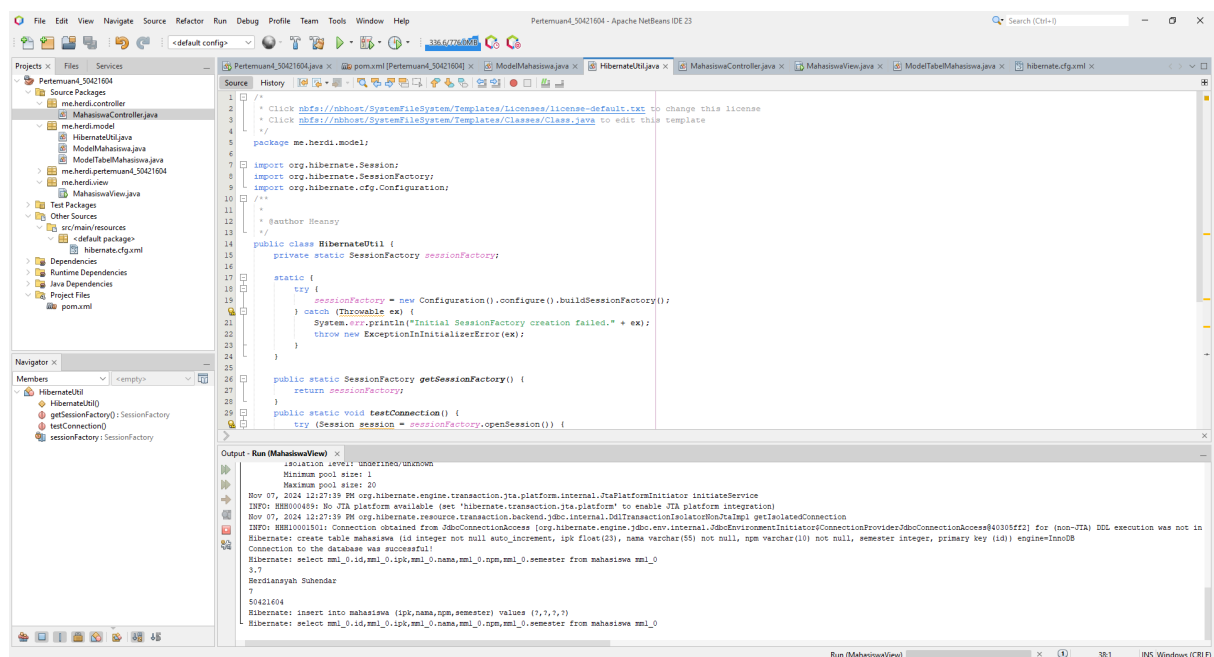 File Edit View Navigate Source Refactor Run Debug Profile Team Tools Window Help
Pertemuan4_50421604 - Apache NetBeans IDE 23
Search (Ctrl+I)
<default config>
336.6/776.0MB
Projects Files Services
Pertemuan4_50421604
Source Packages
me.herdi.controller
MahasiswaController.java
me.herdi.model
HibernateUtil.java
ModelMahasiswa.java
ModelTabelMahasiswa.java
me.herdi.pertemuan4_50421604
me.herdi.view
MahasiswaView.java
Test Packages
Other Sources
src/main/resources
<default package>
hibernate.cfg.xml
Dependencies
Runtime Dependencies
Java Dependencies
Project Files
pom.xml
Navigator
Members <empty>
HibernateUtil
HibernateUtil()
getSessionFactory() : SessionFactory
testConnection()
sessionFactory : SessionFactory
Pertemuan4_50421604.java pom.xml [Pertemuan4_50421604] ModelMahasiswa.java HibernateUtil.java MahasiswaController.java MahasiswaView.java ModelTabelMahasiswa.java hibernate.cfg.xml
Source History
1 /*
2 * Click nbfs://nbhost/SystemFileSystem/Templates/Licenses/license-default.txt to change this license
3 * Click nbfs://nbhost/SystemFileSystem/Templates/Classes/Class.java to edit this template
4 */
5 package me.herdi.model;
6
7 import org.hibernate.Session;
8 import org.hibernate.SessionFactory;
9 import org.hibernate.cfg.Configuration;
10 /**
11 *
12 * @author Heansy
13 */
14 public class HibernateUtil {
15 private static SessionFactory sessionFactory;
16
17 static {
18 try {
19 sessionFactory = new Configuration().configure().buildSessionFactory();
} catch (Throwable ex) {
21 System.err.println("Initial SessionFactory creation failed." + ex);
22 throw new ExceptionInInitializerError(ex);
23 }
24 }
25
26 public static SessionFactory getSessionFactory() {
27 return sessionFactory;
28 }
29 public static void testConnection() {
try (Session session = sessionFactory.openSession()) {
Output - Run (MahasiswaView)
Isolation level: undefined/unknown
Minimum pool size: 1
Maximum pool size: 20
Nov 07, 2024 12:27:39 PM org.hibernate.engine.transaction.jta.platform.internal.JtaPlatformInitiator initiateService
INFO: HHH000489: No JTA platform available (set 'hibernate.transaction.jta.platform' to enable JTA platform integration)
Nov 07, 2024 12:27:39 PM org.hibernate.resource.transaction.backend.jdbc.internal.DdlTransactionIsolatorNonJtaImpl getIsolatedConnection
INFO: HHH10001501: Connection obtained from JdbcConnectionAccess [org.hibernate.engine.jdbc.env.internal.JdbcEnvironmentInitiator$ConnectionProviderJdbcConnectionAccess@40305ff2] for (non-JTA) DDL execution was not in
Hibernate: create table mahasiswa (id integer not null auto_increment, ipk float(23), nama varchar(55) not null, npm varchar(10) not null, semester integer, primary key (id)) engine=InnoDB
Connection to the database was successful!
Hibernate: select mm1_0.id,mm1_0.ipk,mm1_0.nama,mm1_0.npm,mm1_0.semester from mahasiswa mm1_0
3.7
Herdiansyah Suhendar
7
50421604
Hibernate: insert into mahasiswa (ipk,nama,npm,semester) values (?,?,?,?)
Hibernate: select mm1_0.id,mm1_0.ipk,mm1_0.nama,mm1_0.npm,mm1_0.semester from mahasiswa mm1_0
Run (MahasiswaView) 38:1 INS Windows (CRLF)